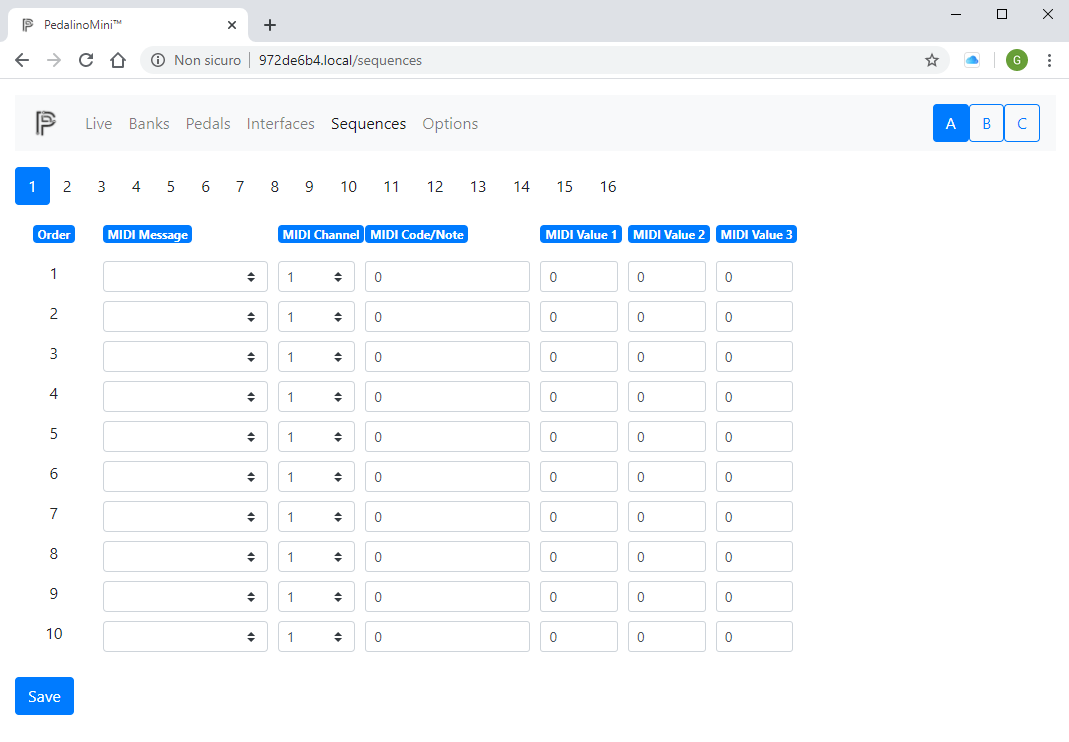 PedalinoMini™
Non sicuro 972de6b4.local/sequences G
Live Banks Pedals Interfaces Sequences Options A B C
1 2 3 4 5 6 7 8 9 10 11 12 13 14 15 16
Order MIDI Message MIDI Channel MIDI Code/Note MIDI Value 1 MIDI Value 2 MIDI Value 3
1 1 0 0 0 0
2 1 0 0 0 0
3 1 0 0 0 0
4 1 0 0 0 0
5 1 0 0 0 0
6 1 0 0 0 0
7 1 0 0 0 0
8 1 0 0 0 0
9 1 0 0 0 0
10 1 0 0 0 0
Save